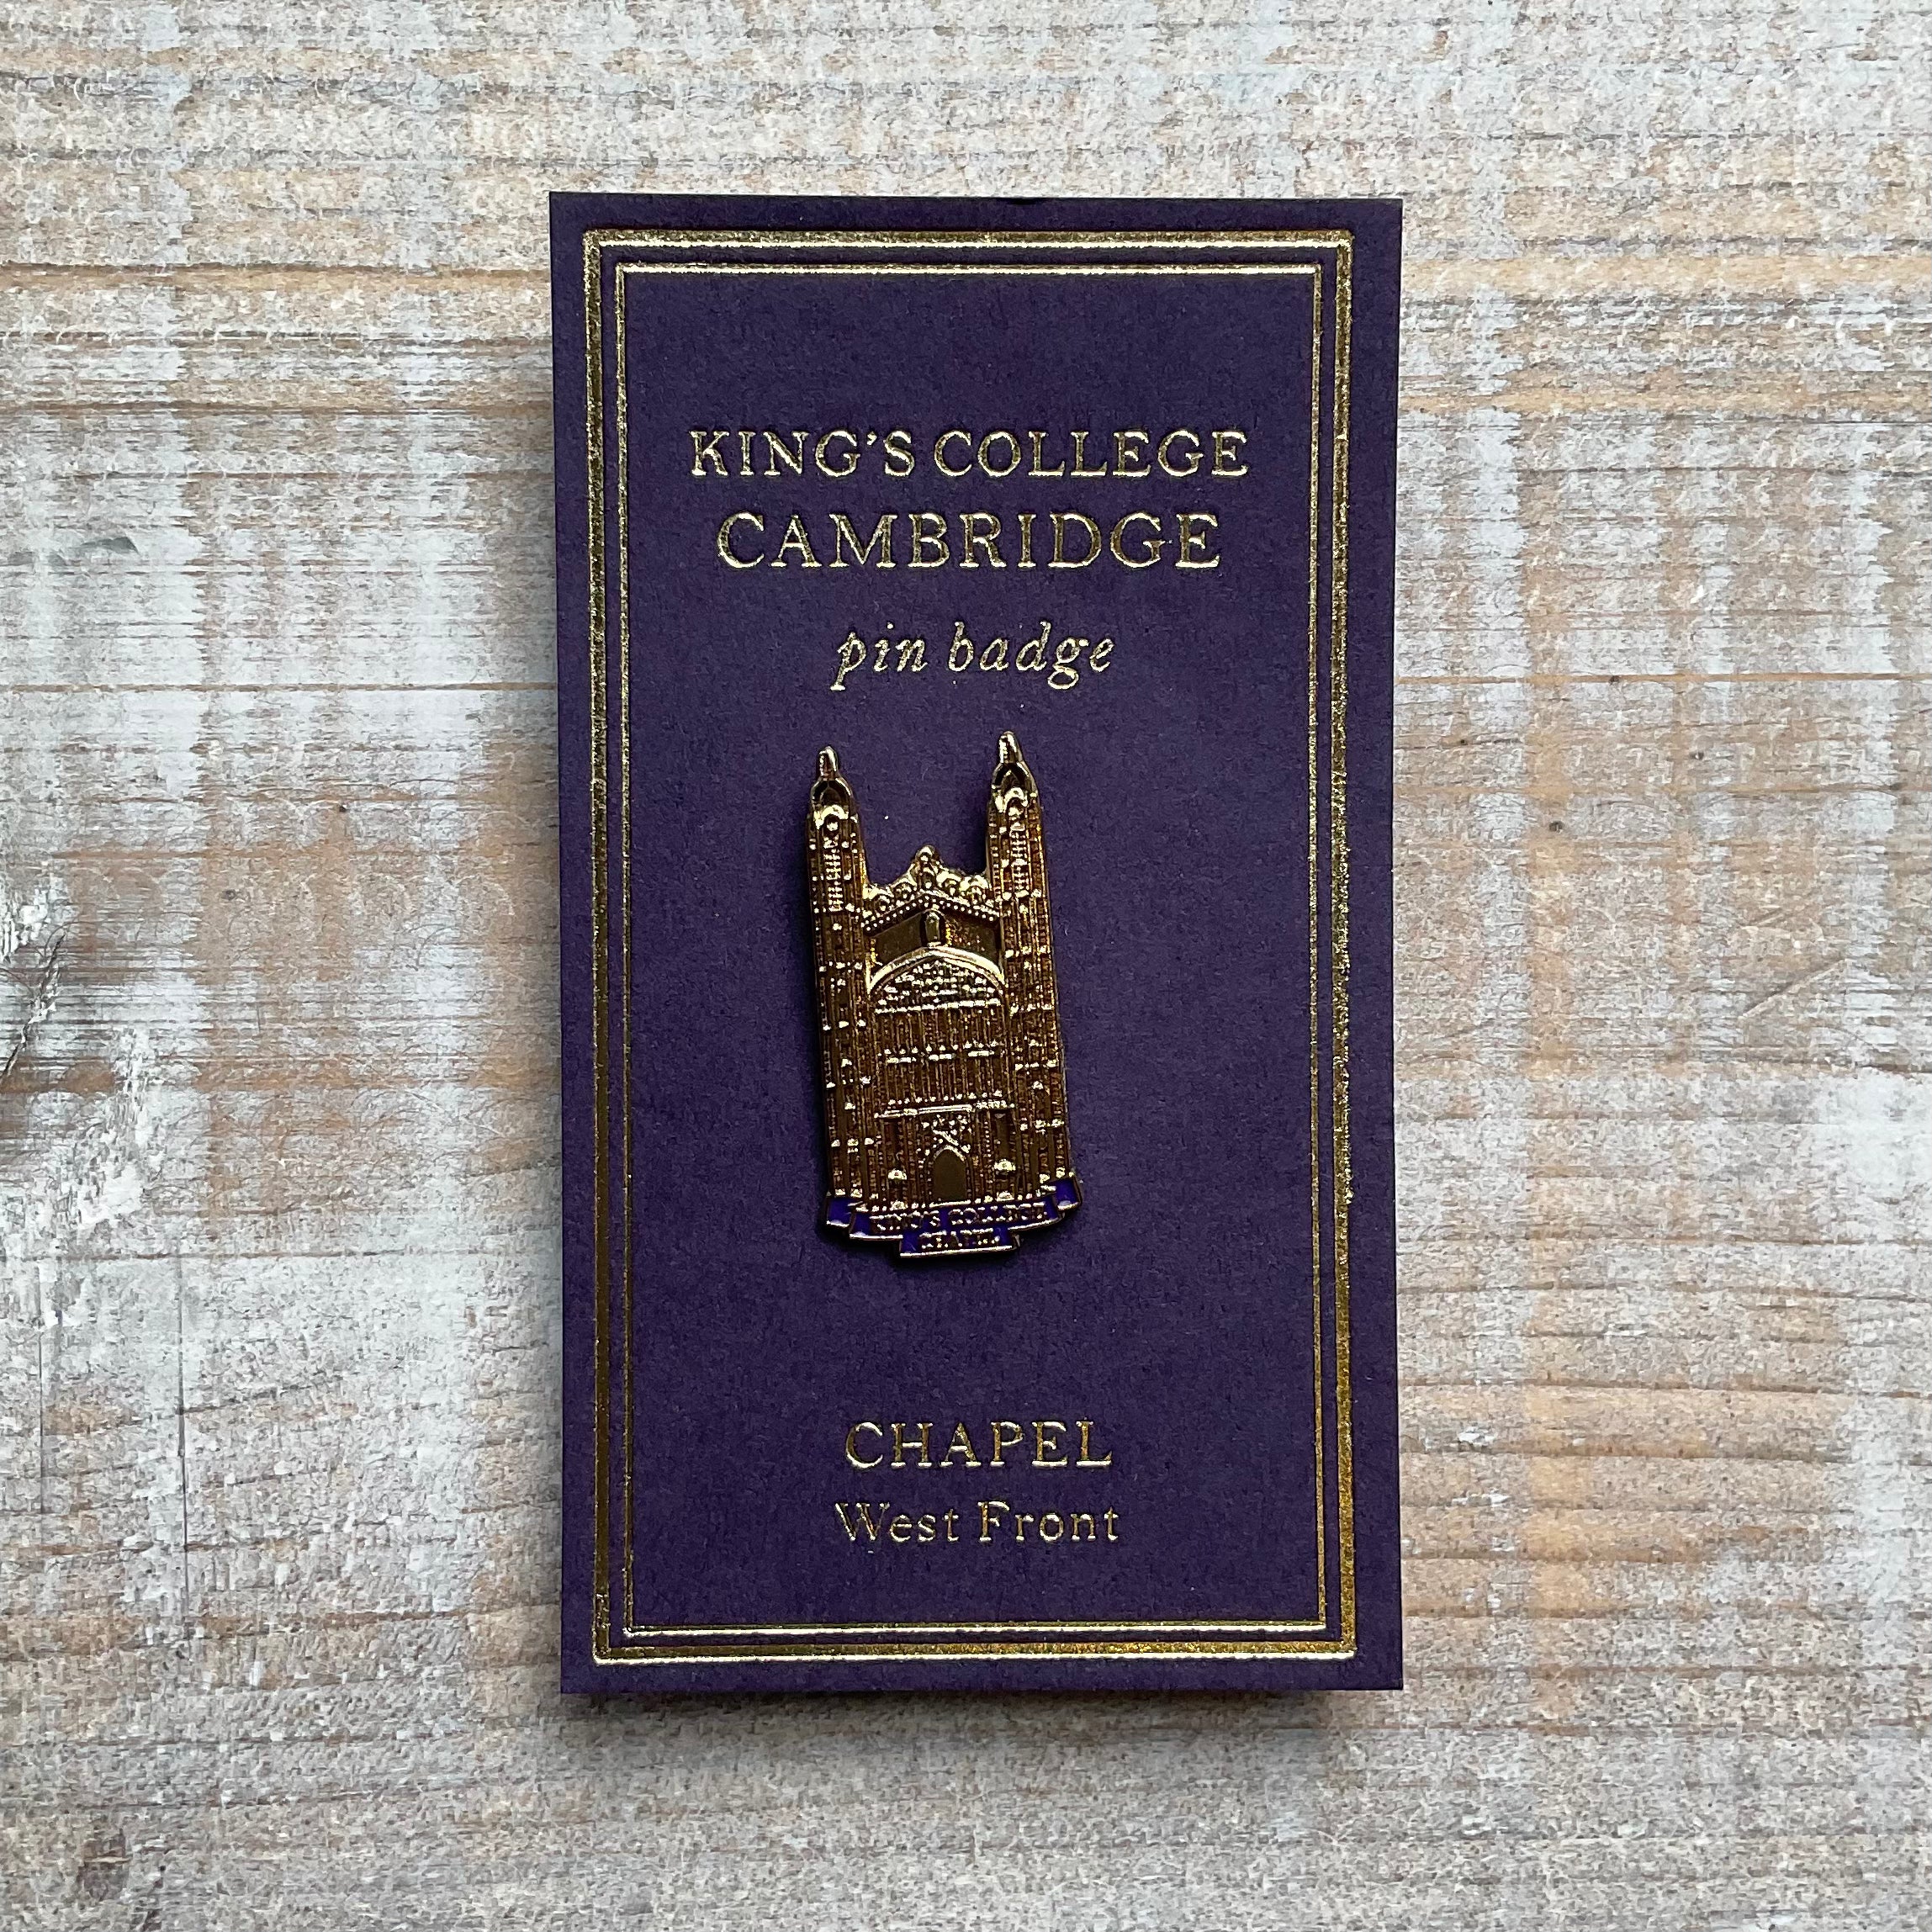 KING'S COLLEGE
CAMBRIDGE
pin badge
KING'S COLLEGE
CHAPEL
CHAPEL
West Front